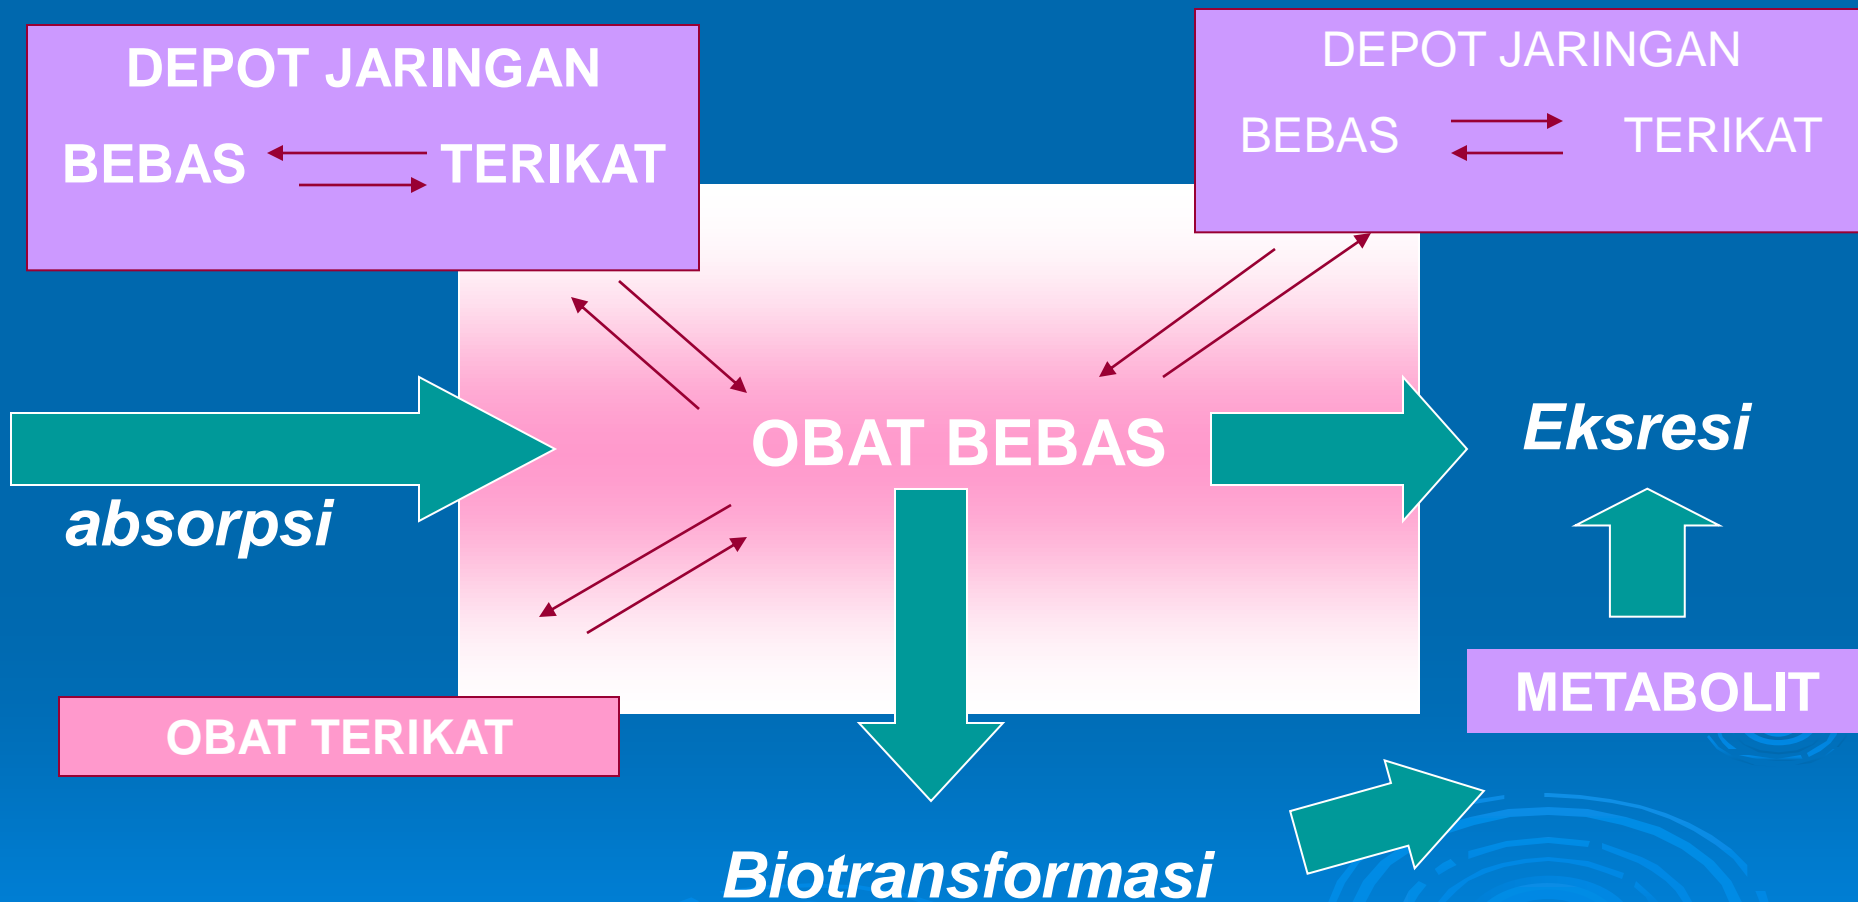 DEPOT JARINGAN
BEBAS TERIKAT
DEPOT JARINGAN
BEBAS TERIKAT
OBAT BEBAS
Eksresi
absorpsi
METABOLIT
OBAT TERIKAT
Biotransformasi